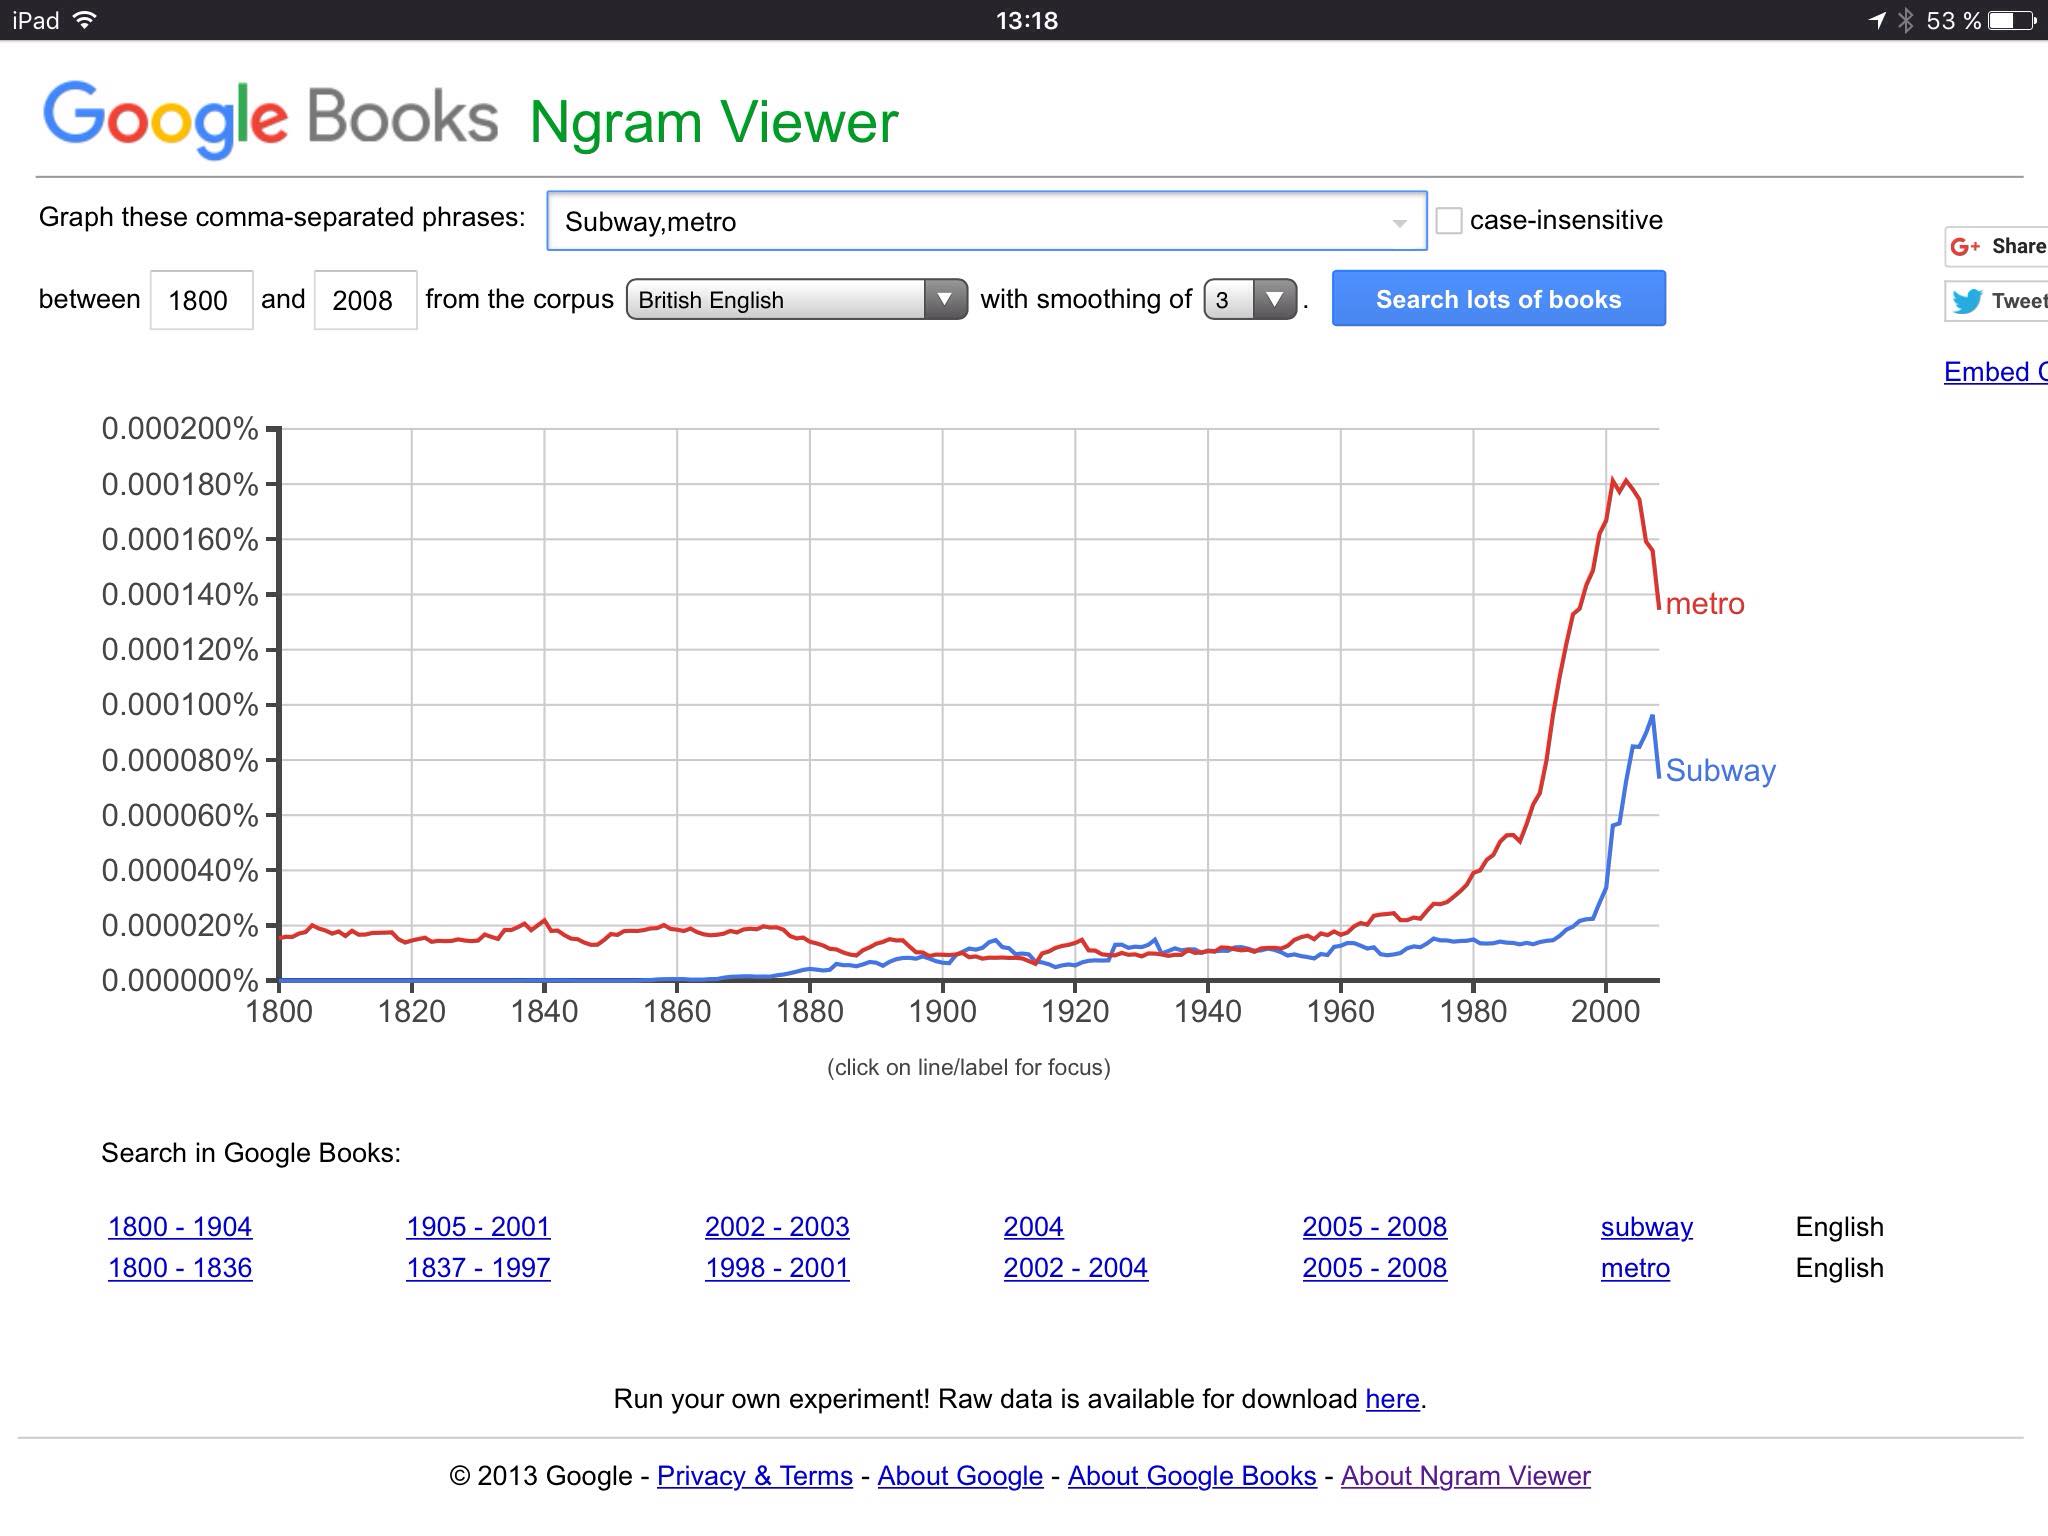 iPad 13:18 53 %
Google Books Ngram Viewer
Graph these comma-separated phrases: Subway,metro case-insensitive
between 1800 and 2008 from the corpus British English with smoothing of 3 . Search lots of books
G+ Share
Tweet
Embed
0.000200%
0.000180%
0.000160%
0.000140%
0.000120%
0.000100%
0.000080%
0.000060%
0.000040%
0.000020%
0.000000%
metro
Subway
1800 1820 1840 1860 1880 1900 1920 1940 1960 1980 2000
(click on line/label for focus)
Search in Google Books:
1800 - 1904 1905 - 2001 2002 - 2003 2004 2005 - 2008 subway English
1800 - 1836 1837 - 1997 1998 - 2001 2002 - 2004 2005 - 2008 metro English
Run your own experiment! Raw data is available for download here.
© 2013 Google - Privacy & Terms - About Google - About Google Books - About Ngram Viewer